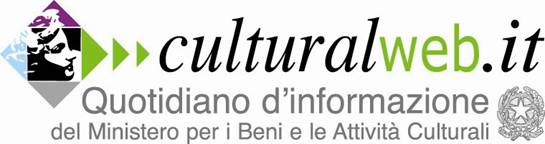 culturalweb.it
Quotidiano d'informazione
del Ministero per i Beni e le Attività Culturali